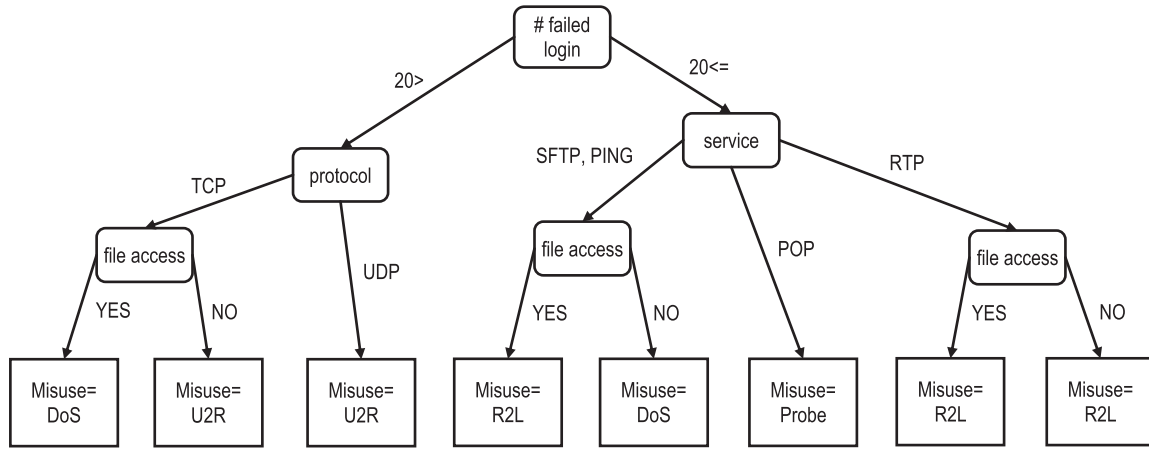 # failed
login
20>
20<=
service
SFTP, PING
RTP
protocol
TCP
file access
file access
file access
POP
UDP
YES
NO
YES
NO
YES
NO
Misuse=
DoS
Misuse=
U2R
Misuse=
U2R
Misuse=
R2L
Misuse=
DoS
Misuse=
Probe
Misuse=
R2L
Misuse=
R2L